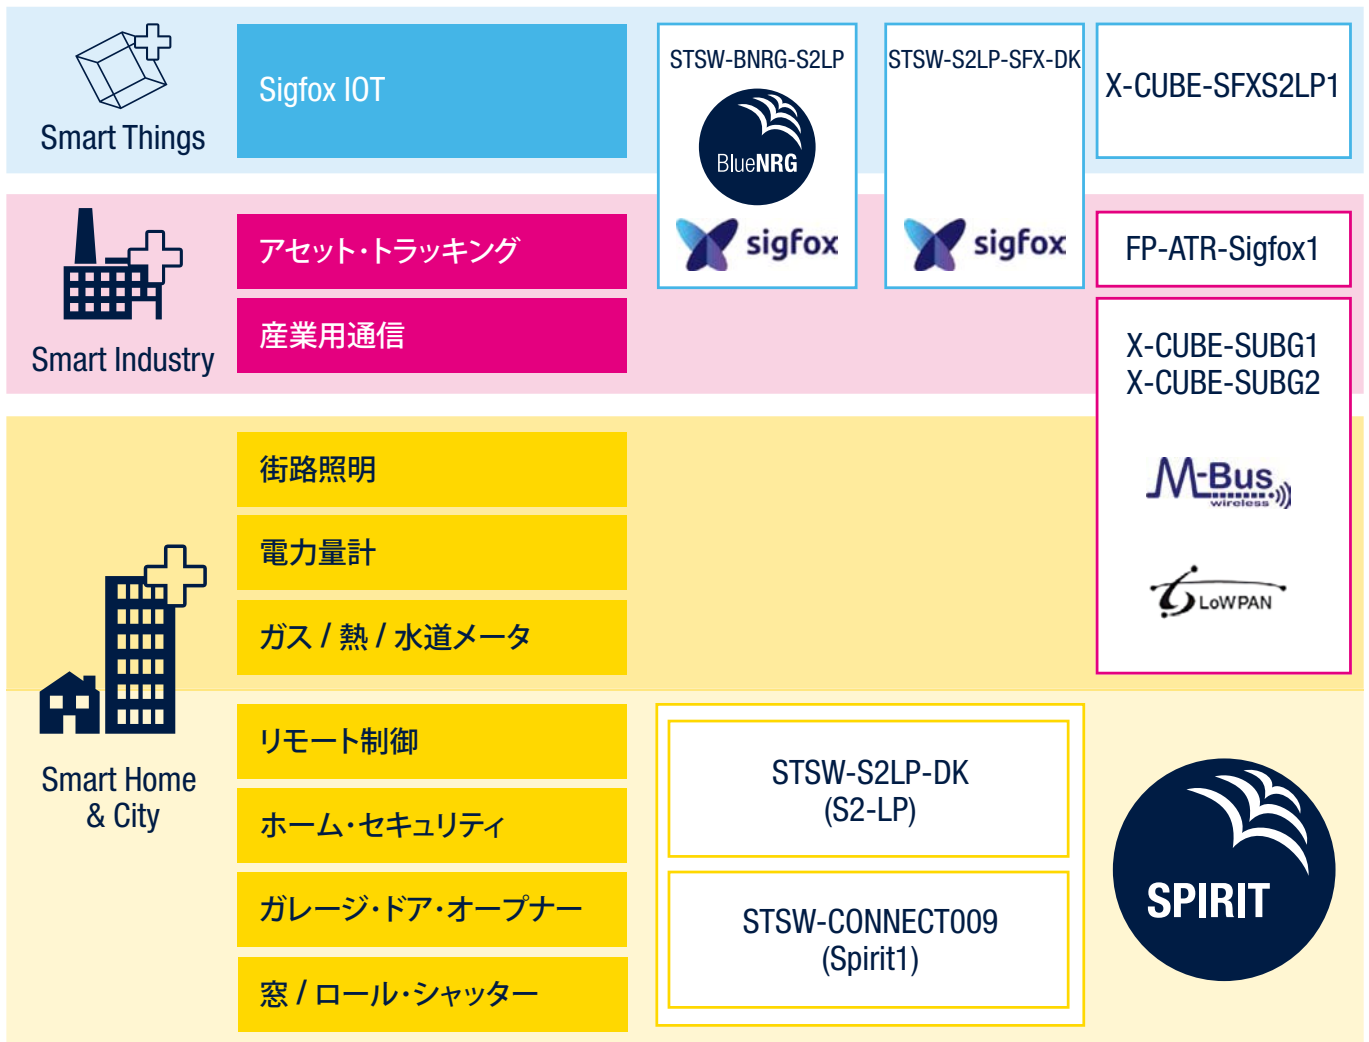 Smart Things
Sigfox IOT
STSW-BNRG-S2LP
BlueNRG
sigfox
STSW-S2LP-SFX-DK
sigfox
X-CUBE-SFXS2LP1
Smart Industry
アセット・トラッキング
産業用通信
FP-ATR-Sigfox1
X-CUBE-SUBG1
X-CUBE-SUBG2
M-Bus
wireless
6LoWPAN
Smart Home
& City
街路照明
電力量計
ガス / 熱 / 水道メータ
リモート制御
ホーム・セキュリティ
ガレージ・ドア・オープナー
窓 / ロール・シャッター
STSW-S2LP-DK
(S2-LP)
STSW-CONNECT009
(Spirit1)
SPIRIT